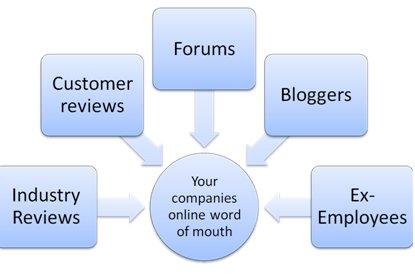 Forums
Customer
reviews
Bloggers
Industry
Reviews
Your
companies
online word
of mouth
Ex-
Employees